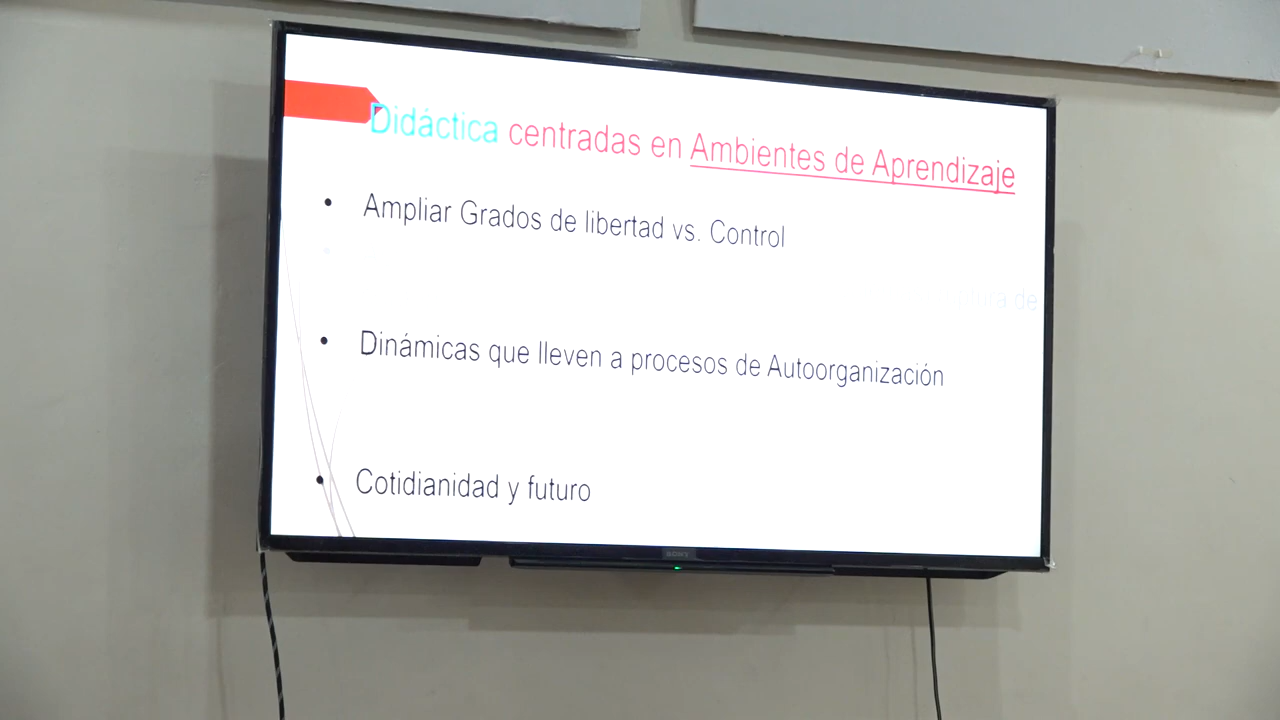 Didáctica centradas en Ambientes de Aprendizaje
• Ampliar Grados de libertad vs. Control
• Dinámicas que lleven a procesos de Autoorganización
• Cotidianidad y futuro
SONY